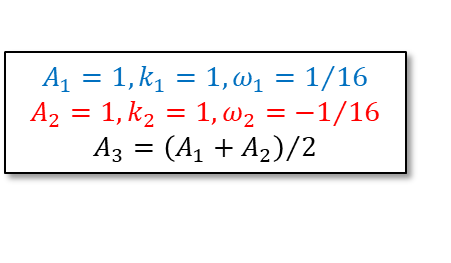 A₁ = 1, k₁ = 1, ω₁ = 1/16
A₂ = 1, k₂ = 1, ω₂ = −1/16
A₃ = (A₁ + A₂)/2